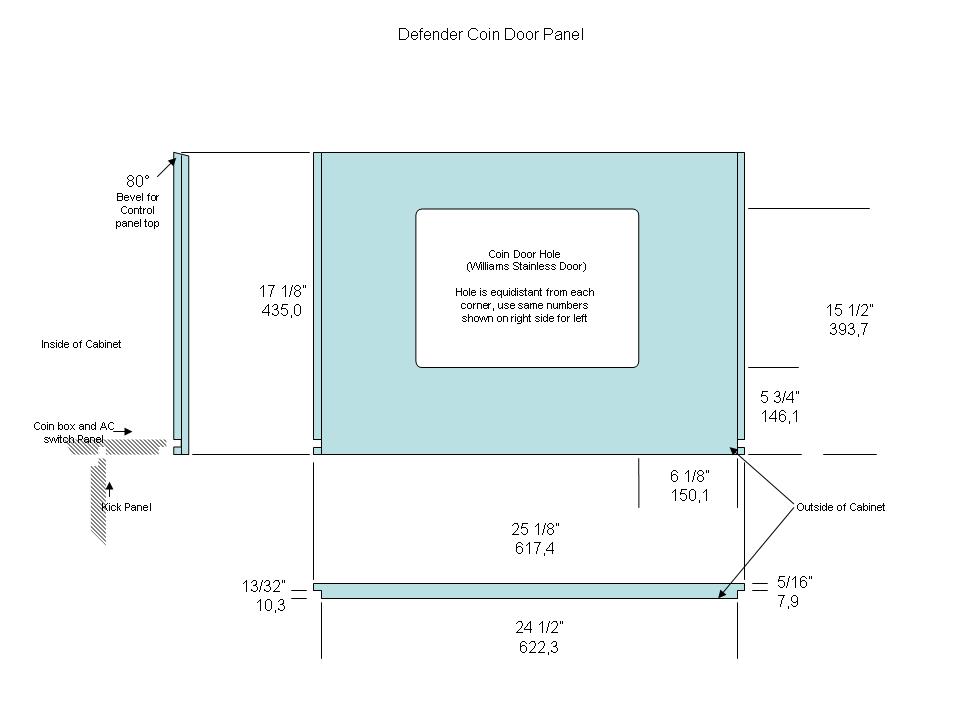 Defender Coin Door Panel
80°
Bevel for
Control
panel top
Coin Door Hole
(Williams Stainless Door)
Hole is equidistant from each
corner, use same numbers
shown on right side for left
17 1/8”
435,0
15 1/2”
393,7
Inside of Cabinet
5 3/4”
146,1
Coin box and AC
switch Panel
6 1/8”
150,1
Kick Panel
Outside of Cabinet
25 1/8”
617,4
13/32”
10,3
5/16”
7,9
24 1/2”
622,3